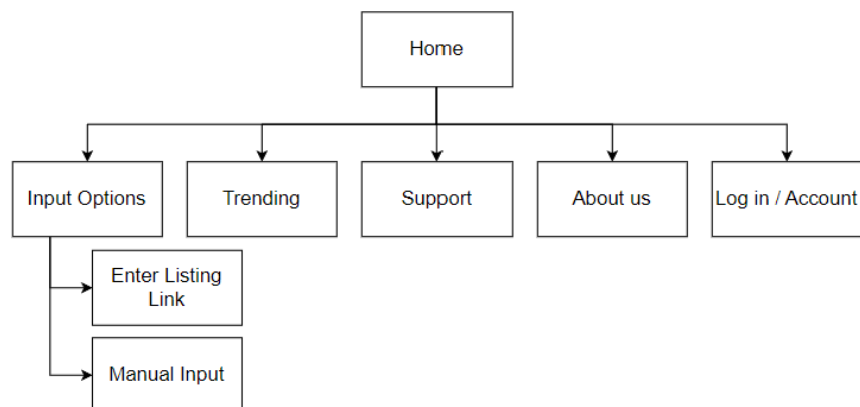 Home
Input Options
Trending
Support
About us
Log in / Account
Enter Listing
Link
Manual Input